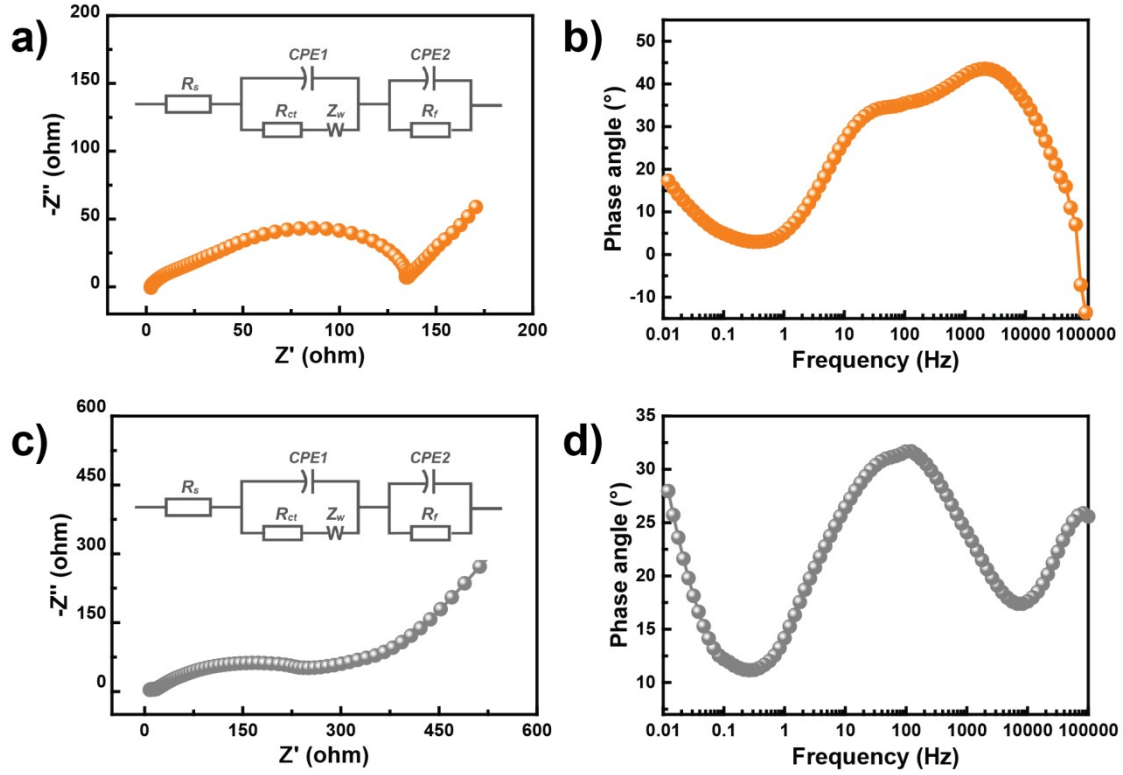 a)
200
150
100
50
0
-Z'' (ohm)
CPE1
CPE2
Rs
Rct
Zw
Rf
0 50 100 150 200
Z' (ohm)
b)
50
40
30
20
10
0
-10
Phase angle (°)
0.01 0.1 1 10 100 1000 10000 100000
Frequency (Hz)
c)
600
450
300
150
0
-Z'' (ohm)
CPE1
CPE2
Rs
Rct
Zw
Rf
0 150 300 450 600
Z' (ohm)
d)
35
30
25
20
15
10
Phase angle (°)
0.01 0.1 1 10 100 1000 10000 100000
Frequency (Hz)